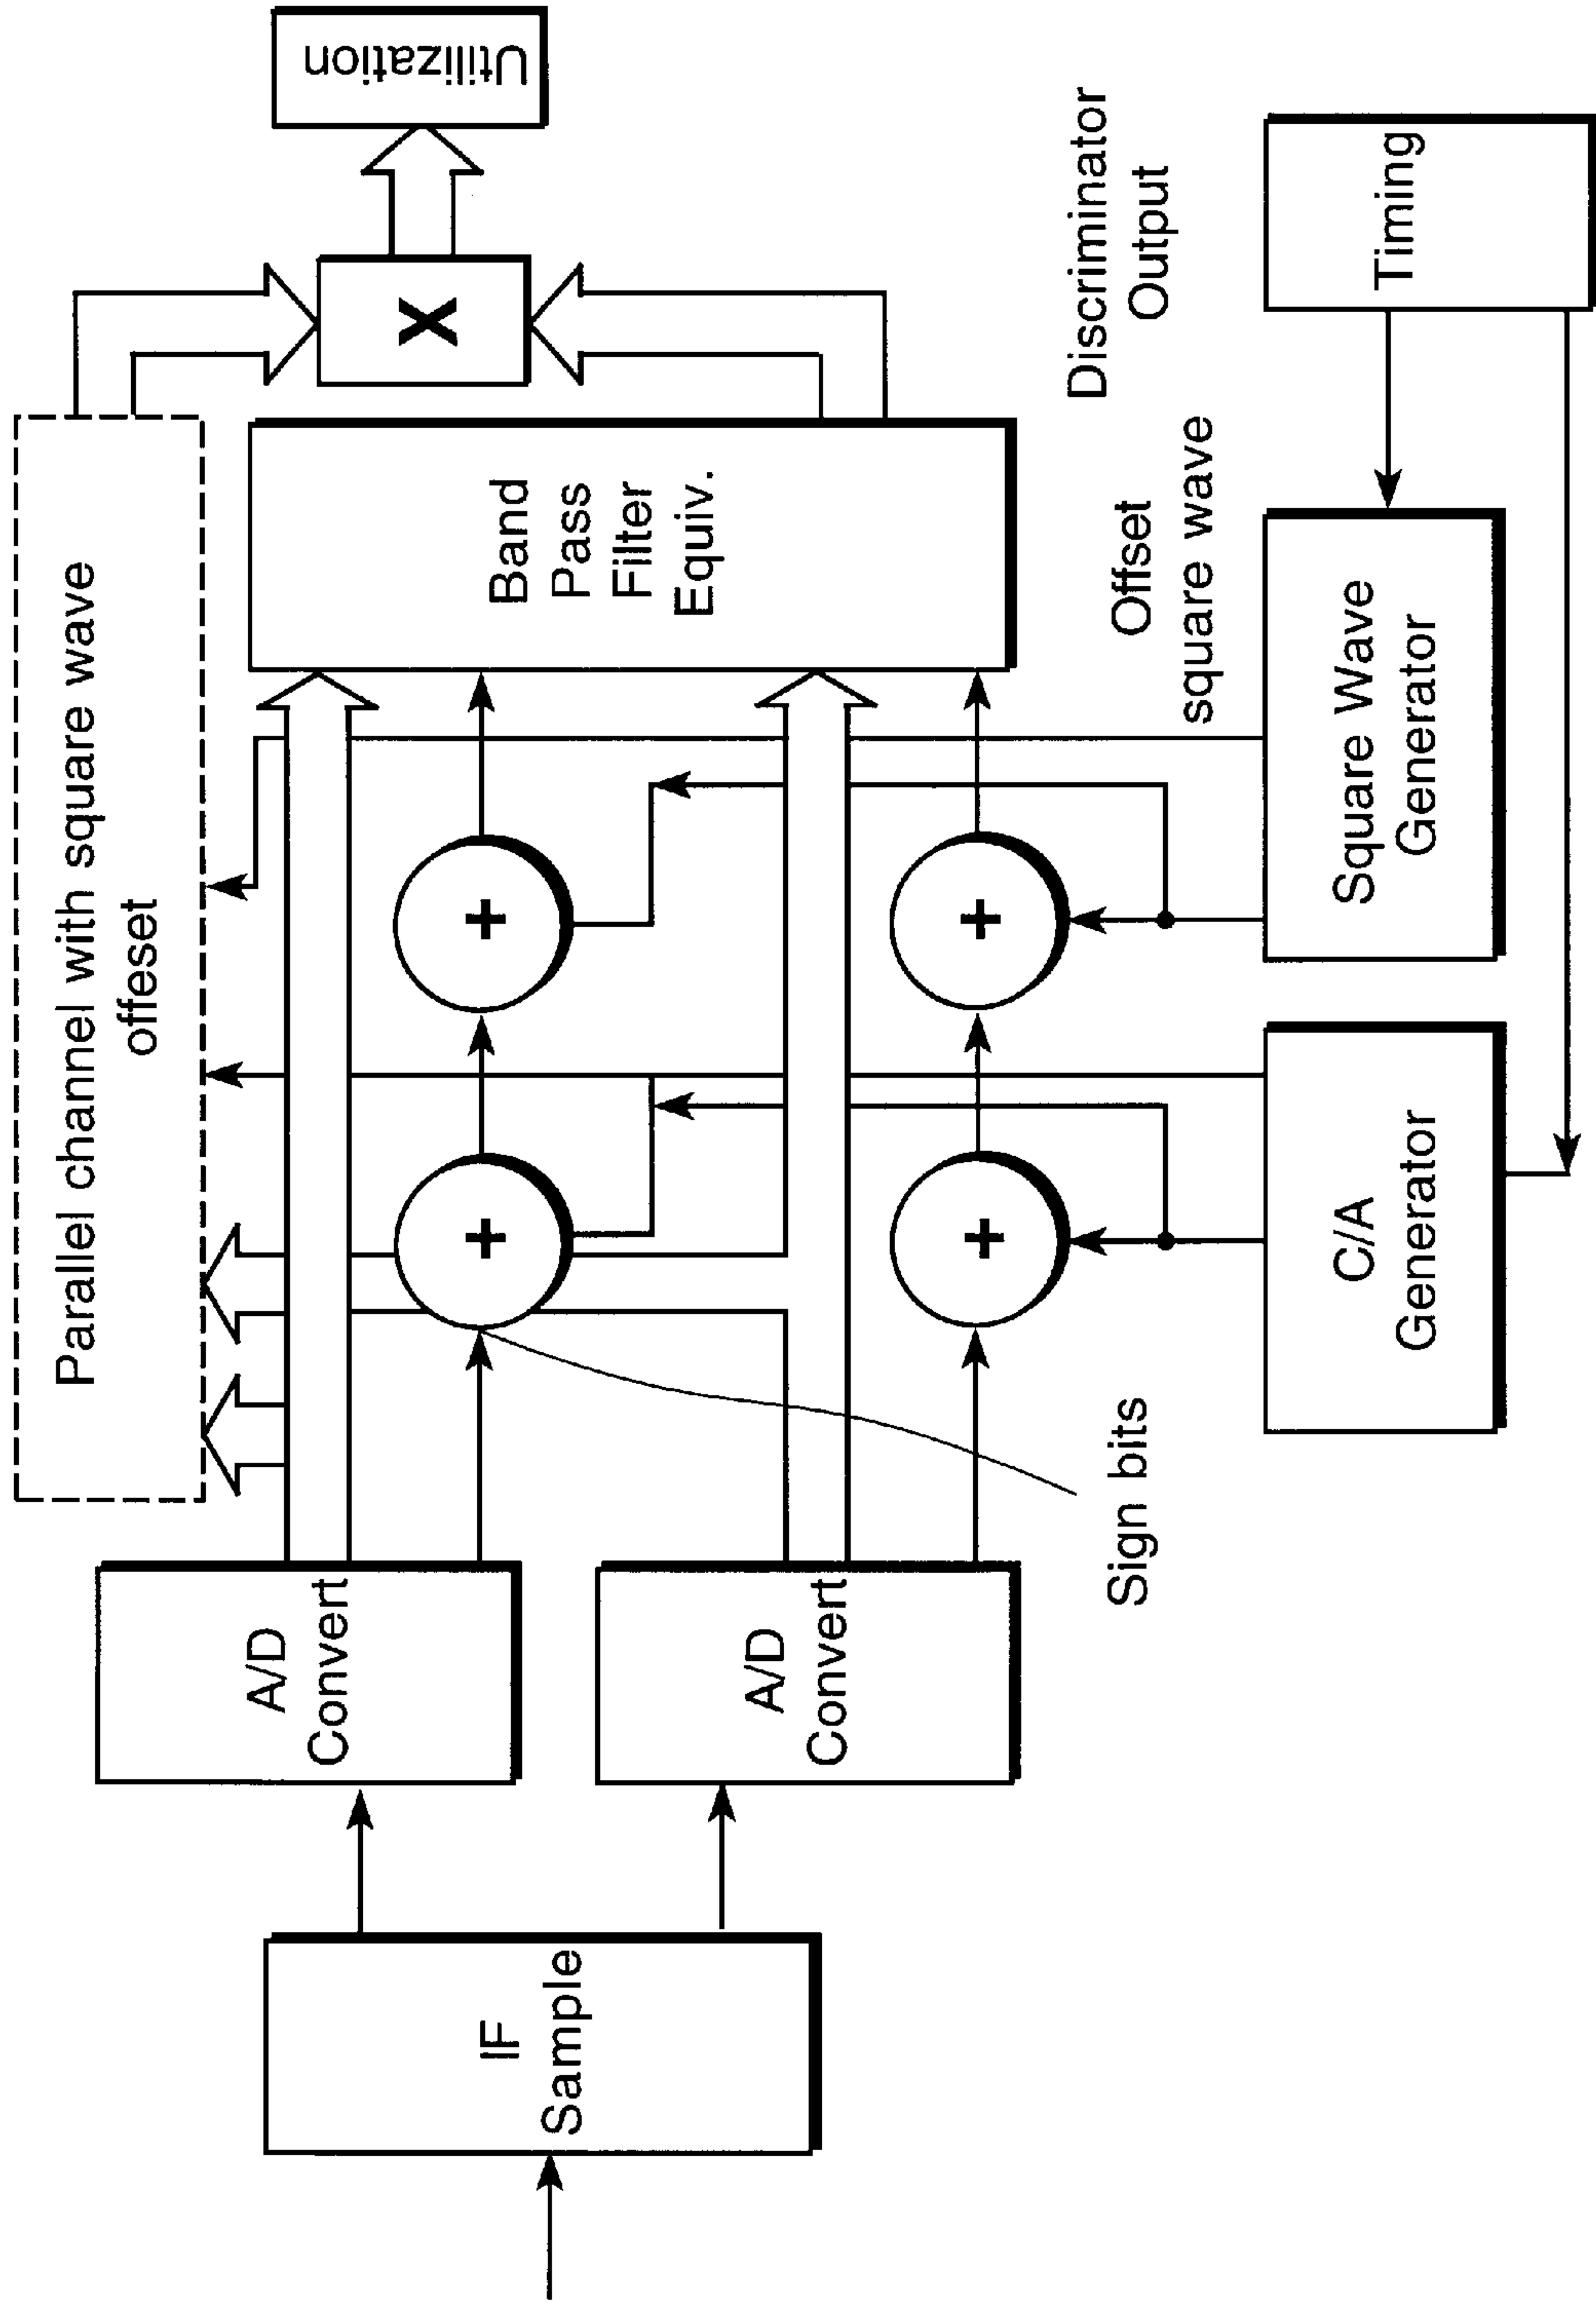 Parallel channel with square wave
offeset
Utilization
X
Band
Pass
Filter
Equiv.
A/D
Convert
+
+
IF
Sample
A/D
Convert
+
+
Sign bits
Offset
square wave
Discriminator
Output
C/A
Generator
Square Wave
Generator
Timing